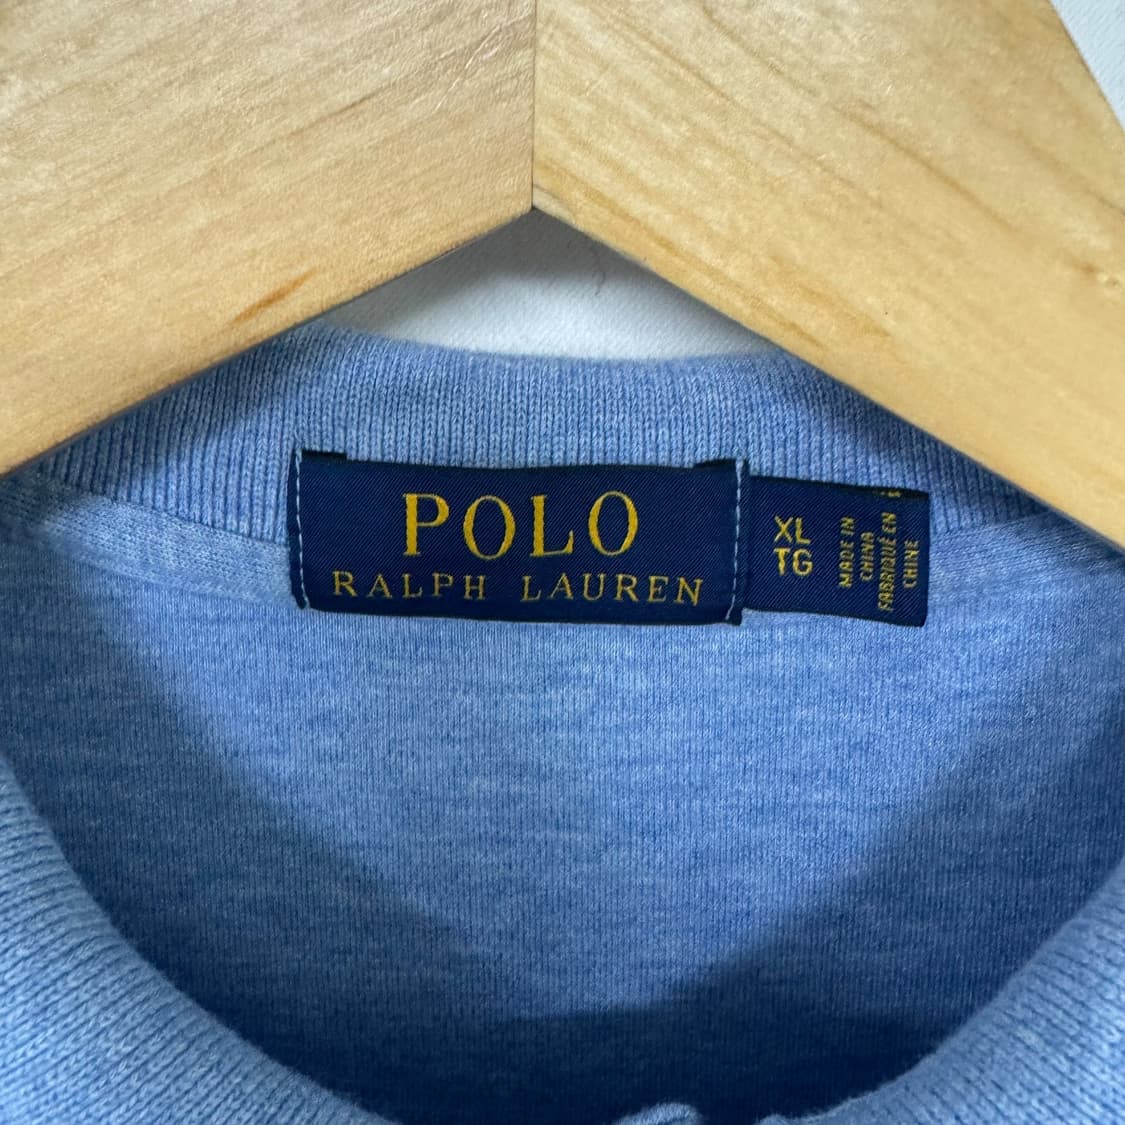 POLO
RALPH LAUREN
XL
TG
MADE IN
CHINA
FABRIQUÉ EN
CHINE